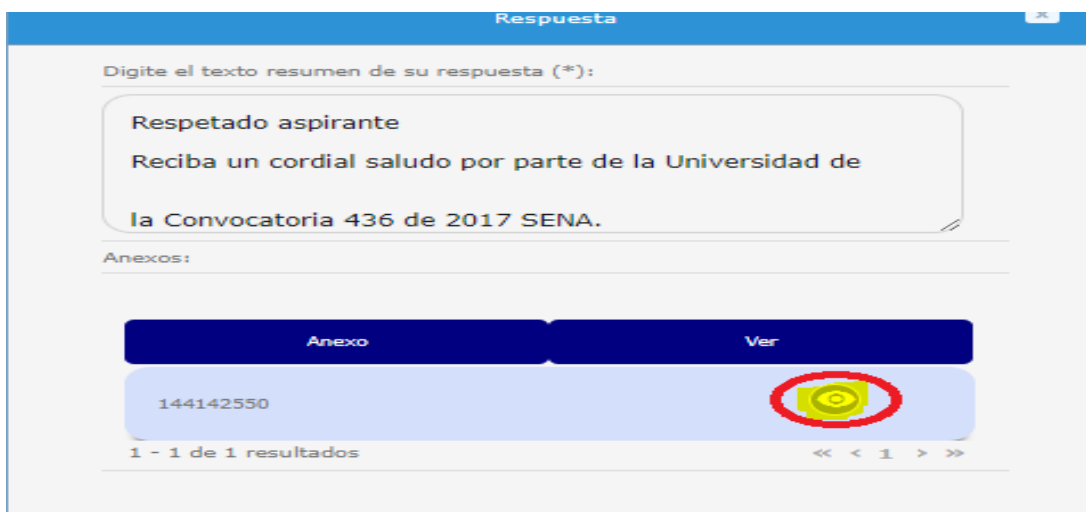 Respuesta
x
Digite el texto resumen de su respuesta (*):
Respetado aspirante
Reciba un cordial saludo por parte de la Universidad de
la Convocatoria 436 de 2017 SENA.
Anexos:
Anexo Ver
144142550
1 - 1 de 1 resultados << < 1 > >>